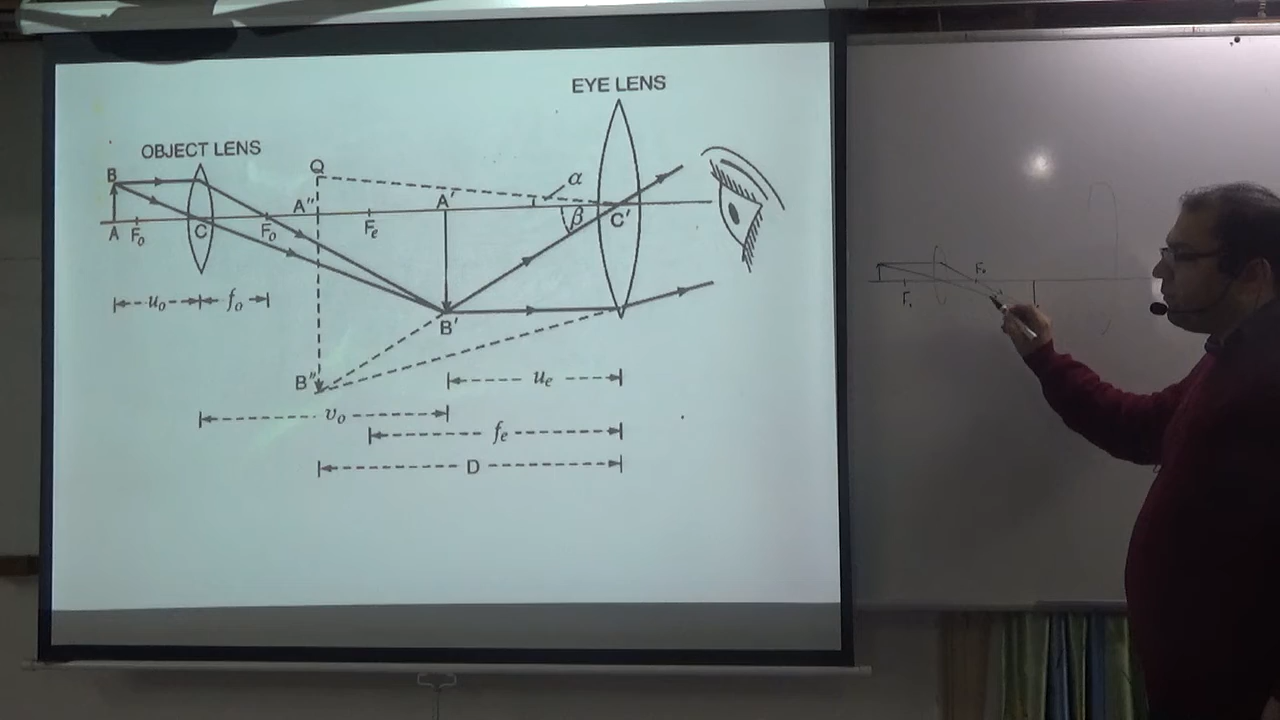 EYE LENS
OBJECT LENS
B
Q
α
A"
A'
A
F₀
C
F₀
Fₑ
β
C'
u₀
f₀
B'
B"
uₑ
v₀
fₑ
D